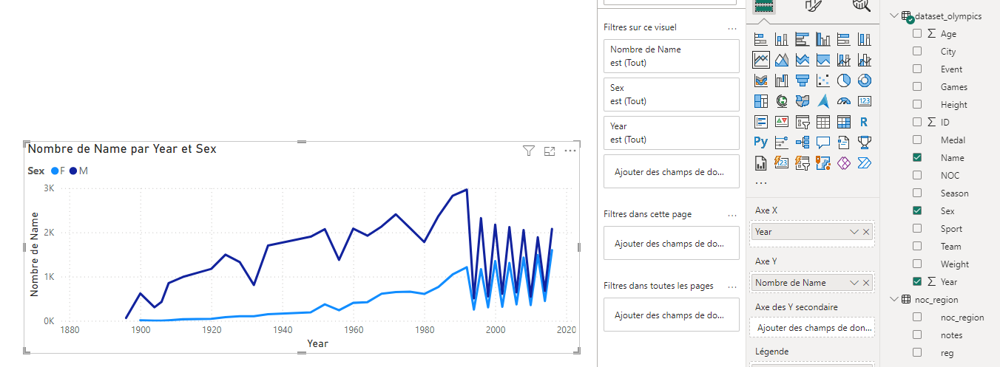 Nombre de Name par Year et Sex
Sex F M
3K
2K
1K
0K
Nombre de Name
1880 1900 1920 1940 1960 1980 2000 2020
Year
Filtres sur ce visuel ...
Nombre de Name
est (Tout)
Sex
est (Tout)
Year
est (Tout)
Ajouter des champs de do...
Filtres dans cette page ...
Ajouter des champs de do...
Filtres dans toutes les pages ...
Ajouter des champs de do...
123
R
Py
123
...
Axe X
Year
Axe Y
Nombre de Name
Axe des Y secondaire
Ajouter des champs de don...
Légende
dataset_olympics
Age
City
Event
Games
Height
ID
Medal
Name
NOC
Season
Sex
Sport
Team
Weight
Year
noc_region
noc_region
notes
reg